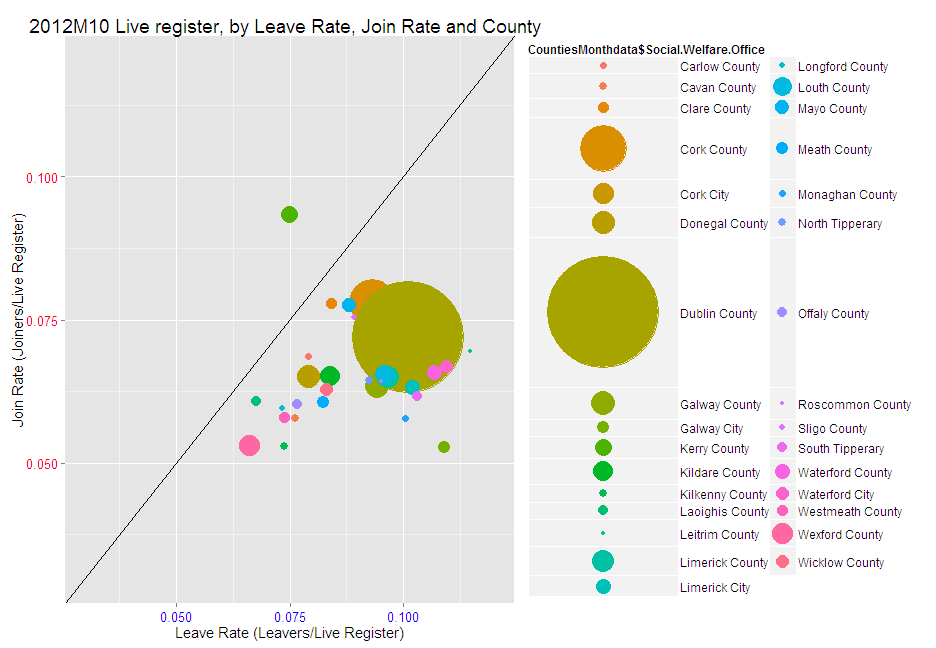 2012M10 Live register, by Leave Rate, Join Rate and County
CountiesMonthdata$Social.Welfare.Office
Carlow County
Cavan County
Clare County
Cork County
Cork City
Donegal County
Dublin County
Galway County
Galway City
Kerry County
Kildare County
Kilkenny County
Laoighis County
Leitrim County
Limerick County
Limerick City
Longford County
Louth County
Mayo County
Meath County
Monaghan County
North Tipperary
Offaly County
Roscommon County
Sligo County
South Tipperary
Waterford County
Waterford City
Westmeath County
Wexford County
Wicklow County
Join Rate (Joiners/Live Register)
0.100
0.075
0.050
0.050
0.075
0.100
Leave Rate (Leavers/Live Register)